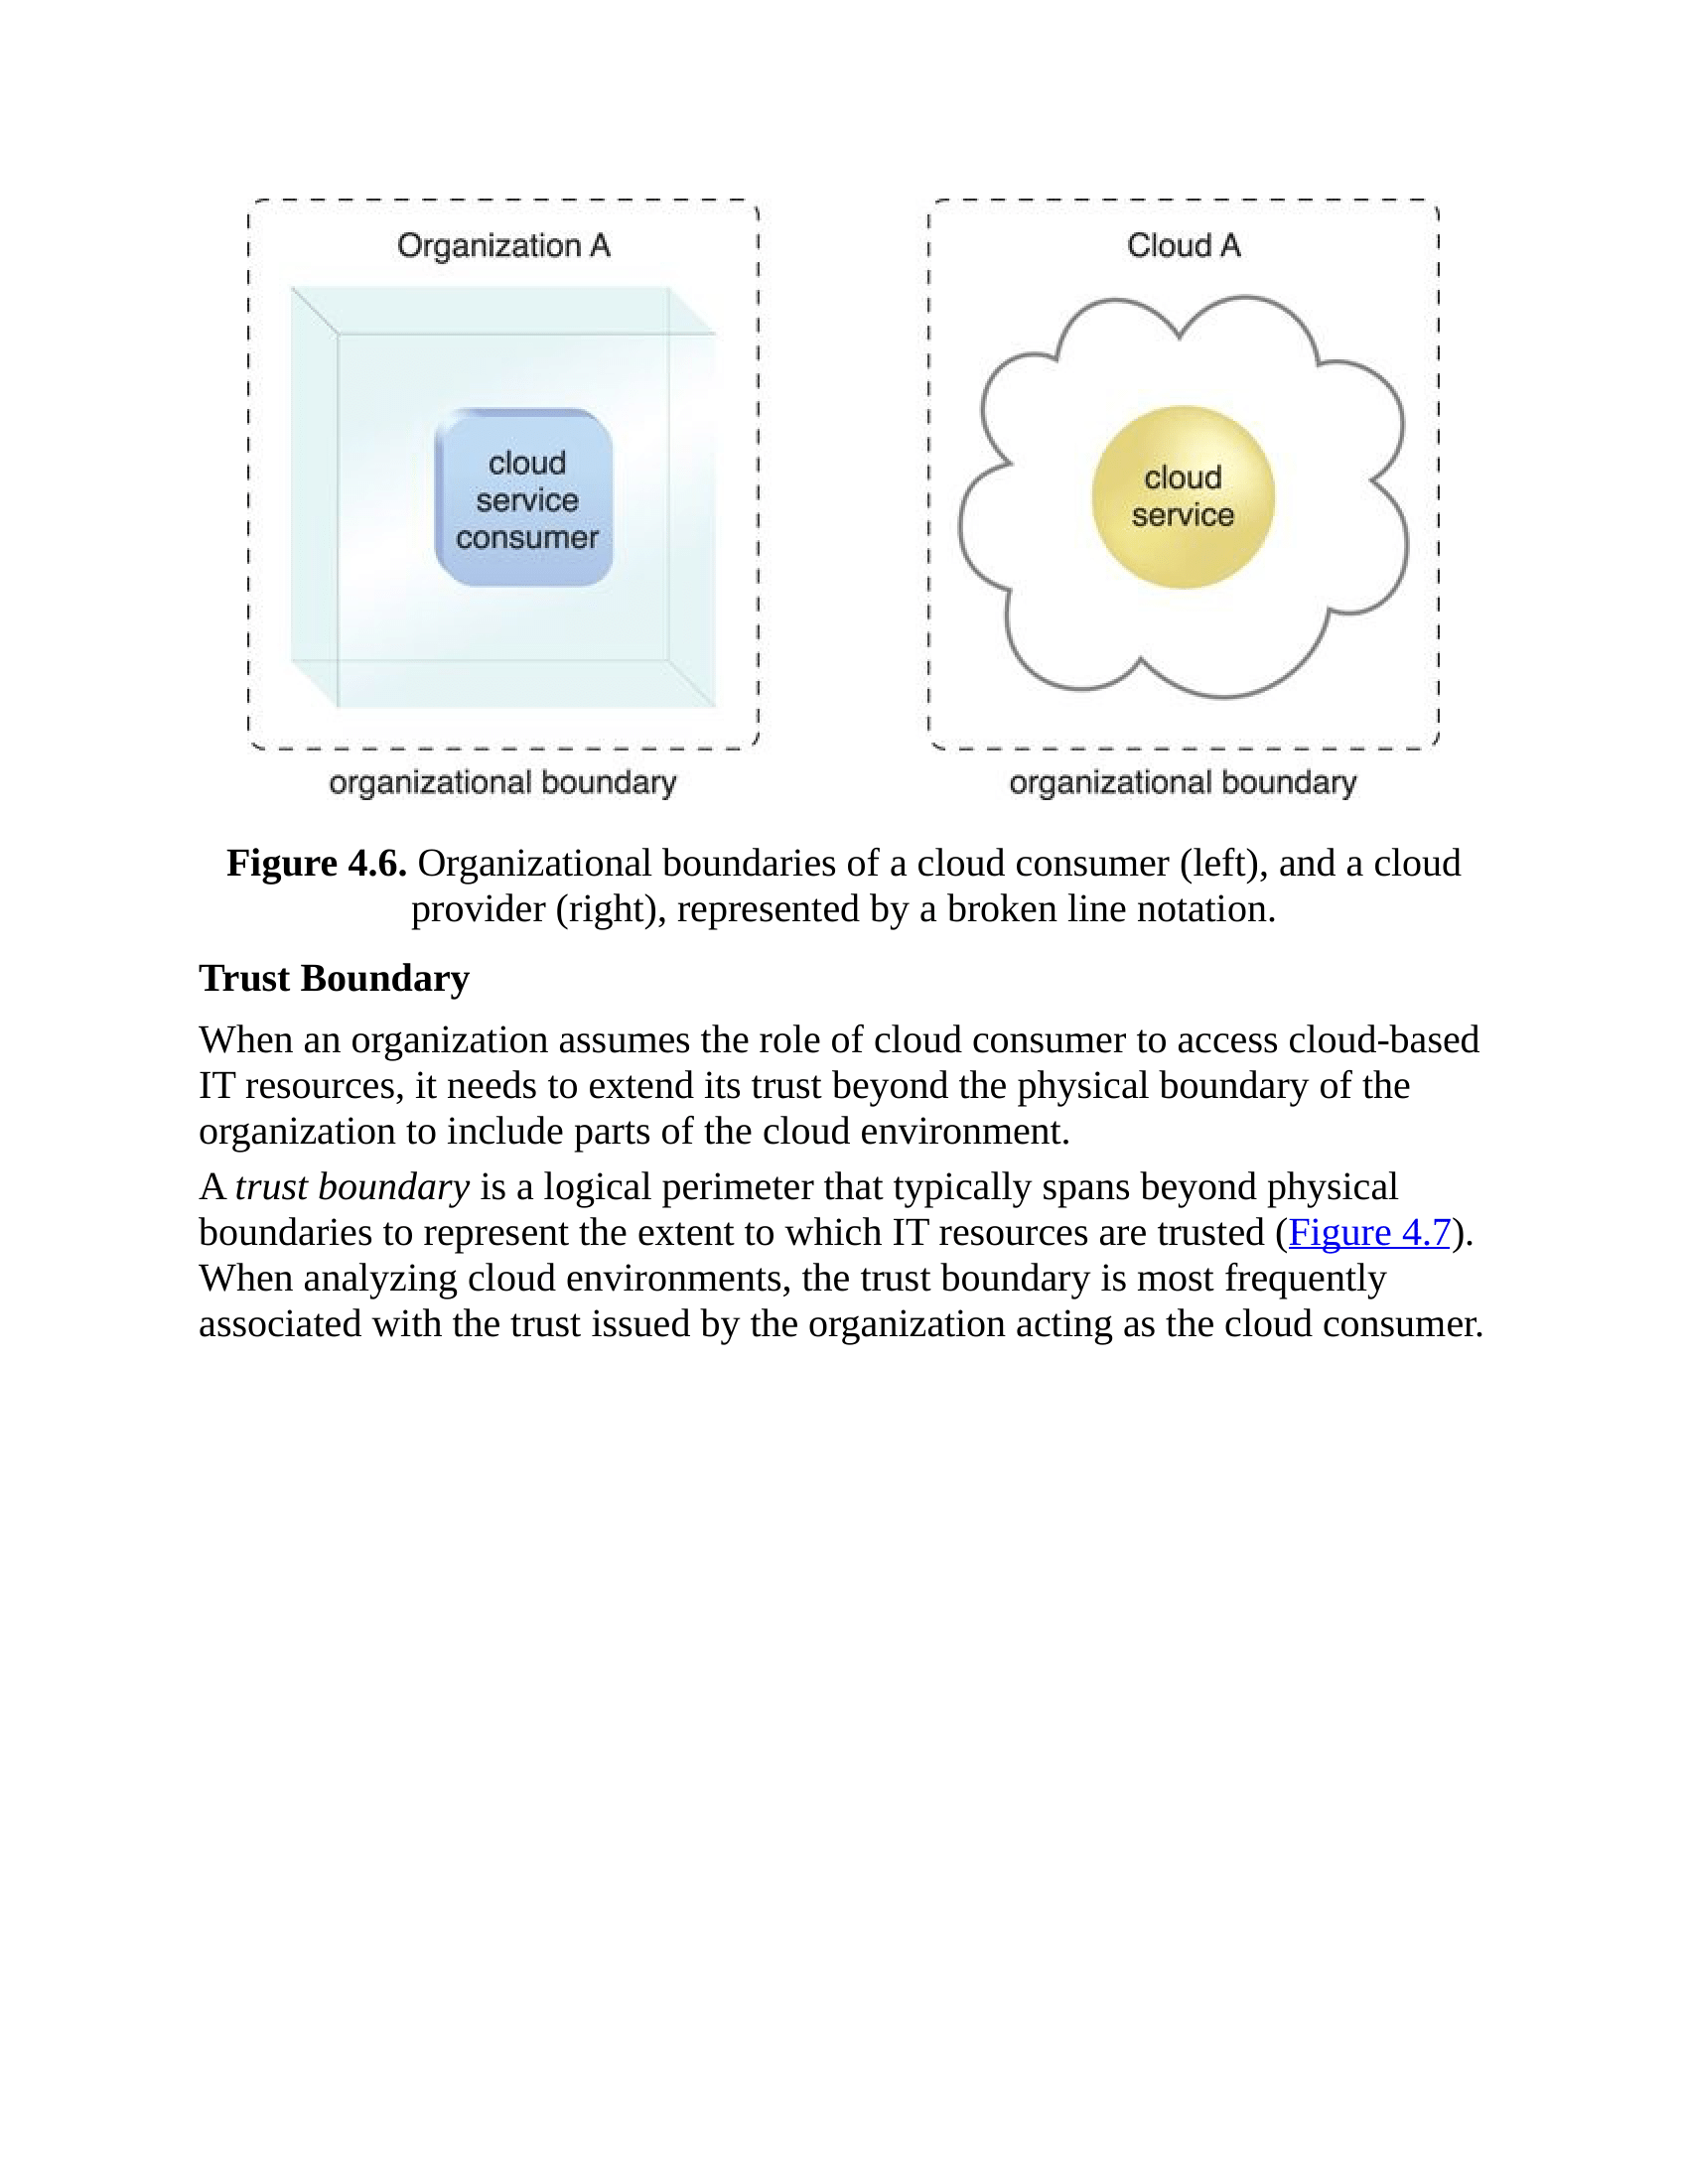 Organization A
cloud
service
consumer
organizational boundary
Cloud A
cloud
service
organizational boundary
Figure 4.6. Organizational boundaries of a cloud consumer (left), and a cloud
provider (right), represented by a broken line notation.
Trust Boundary
When an organization assumes the role of cloud consumer to access cloud-based
IT resources, it needs to extend its trust beyond the physical boundary of the
organization to include parts of the cloud environment.
A trust boundary is a logical perimeter that typically spans beyond physical
boundaries to represent the extent to which IT resources are trusted (Figure 4.7).
When analyzing cloud environments, the trust boundary is most frequently
associated with the trust issued by the organization acting as the cloud consumer.